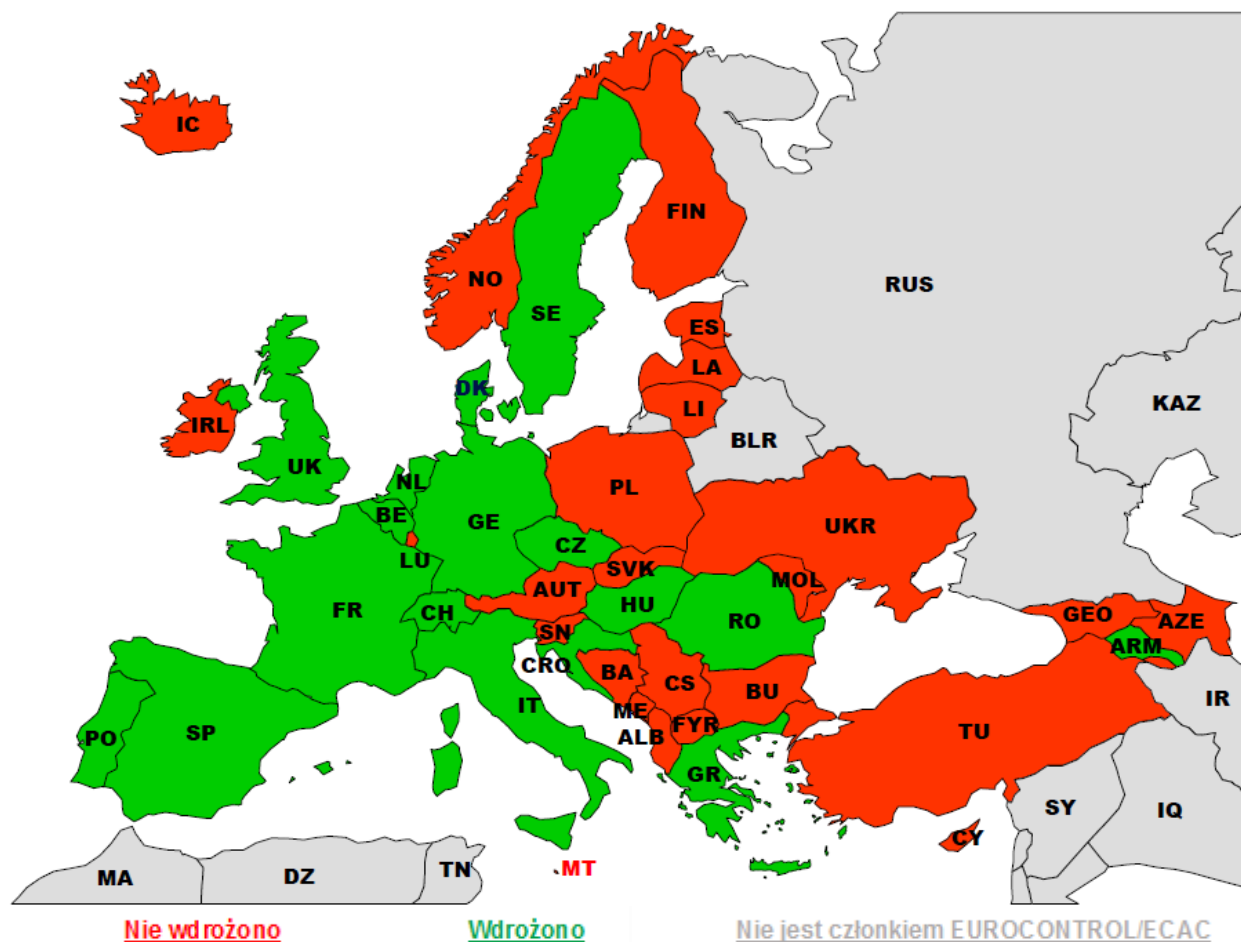 IC
FIN
NO
RUS
SE
ES
LA
DK
KAZ
LI
IRL
BLR
UK
NL
PL
BE
GE
UKR
CZ
LU
SVK
MOL
AUT
HU
FR
CH
RO
GEO
AZE
SN
ARM
CRO
BA
CS
BU
IR
IT
ME
FYR
PO
SP
ALB
TU
GR
SY
IQ
CY
MT
TN
MA
DZ
Nie wdrożono
Wdrożono
Nie jest członkiem EUROCONTROL/ECAC